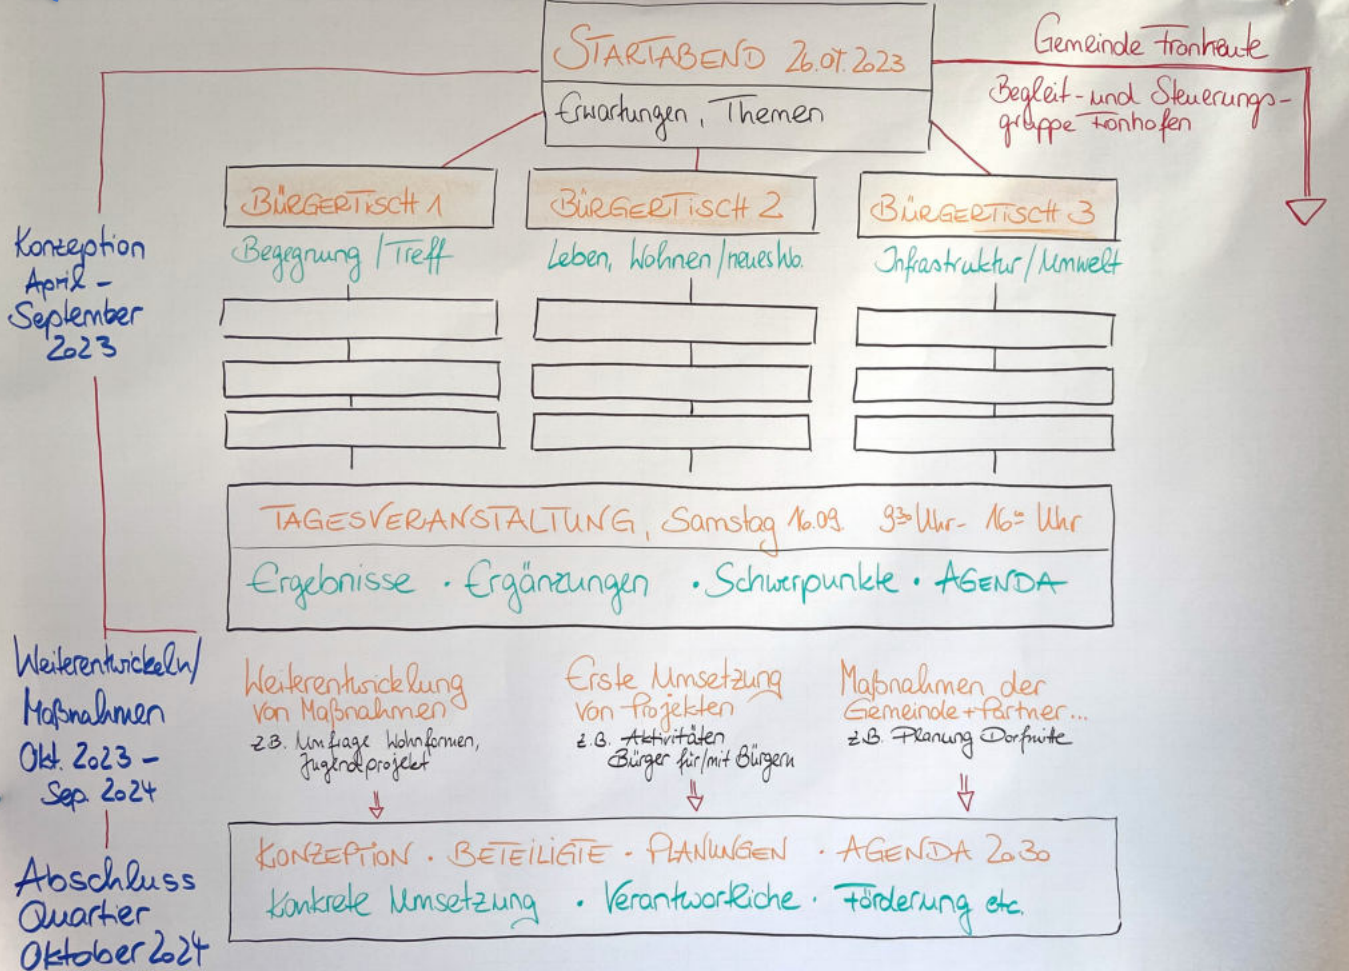 STARTABEND 26.07.2023
Erwartungen, Themen
Gemeinde Fronreute
Begleit- und Steuerungs-
gruppe Fronhofen
BÜRGERTISCH 1
BÜRGERTISCH 2
BÜRGERTISCH 3
Begegnung / Treff
Leben, Wohnen / neues Wo.
Infrastruktur / Umwelt
Konzeption
April -
September
2023
TAGESVERANSTALTUNG, Samstag 16.09. 9³⁰ Uhr - 16⁰⁰ Uhr
Ergebnisse · Ergänzungen · Schwerpunkte · AGENDA
Weiterentwickeln/
Maßnahmen
Okt. 2023 -
Sep. 2024
Weiterentwicklung
von Maßnahmen
z.B. Umfrage Wohnformen,
Jugendprojekt
Erste Umsetzung
von Projekten
z.B. Aktivitäten
Bürger für/mit Bürgern
Maßnahmen der
Gemeinde + Partner...
z.B. Planung Dorfmitte
KONZEPTION · BETEILIGTE · PLANUNGEN · AGENDA 2030
Konkrete Umsetzung · Verantwortliche · Förderung etc.
Abschluss
Quartier
Oktober 2024